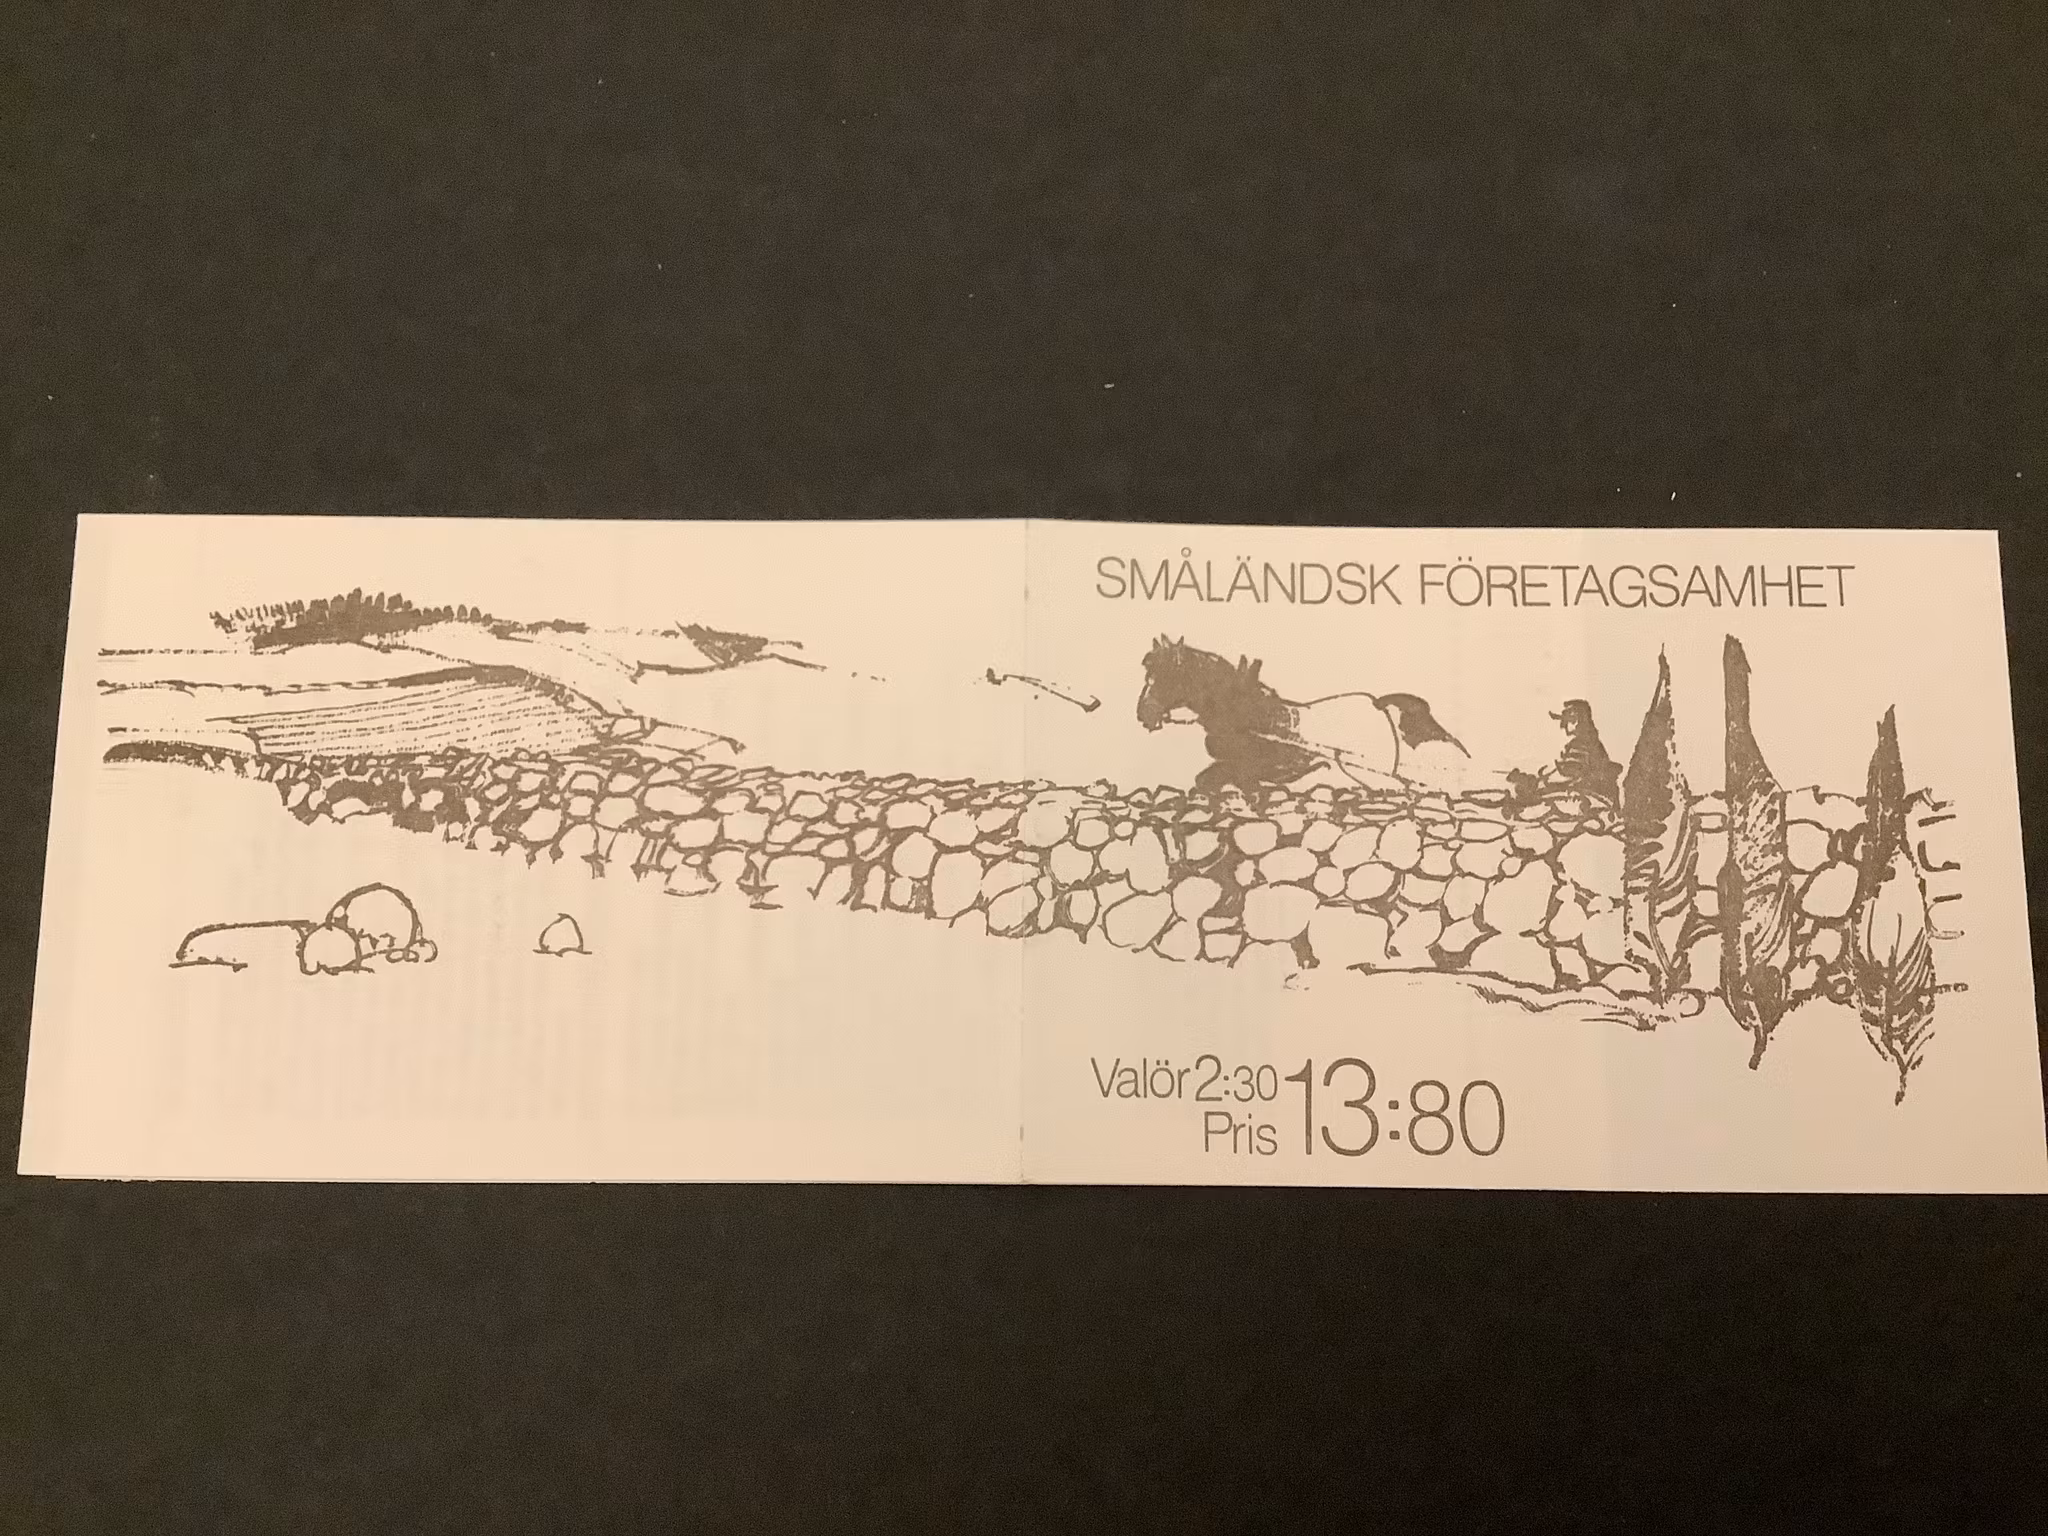 SMÅLÄNDSK FÖRETAGSAMHET
Valör 2:30
Pris 13:80